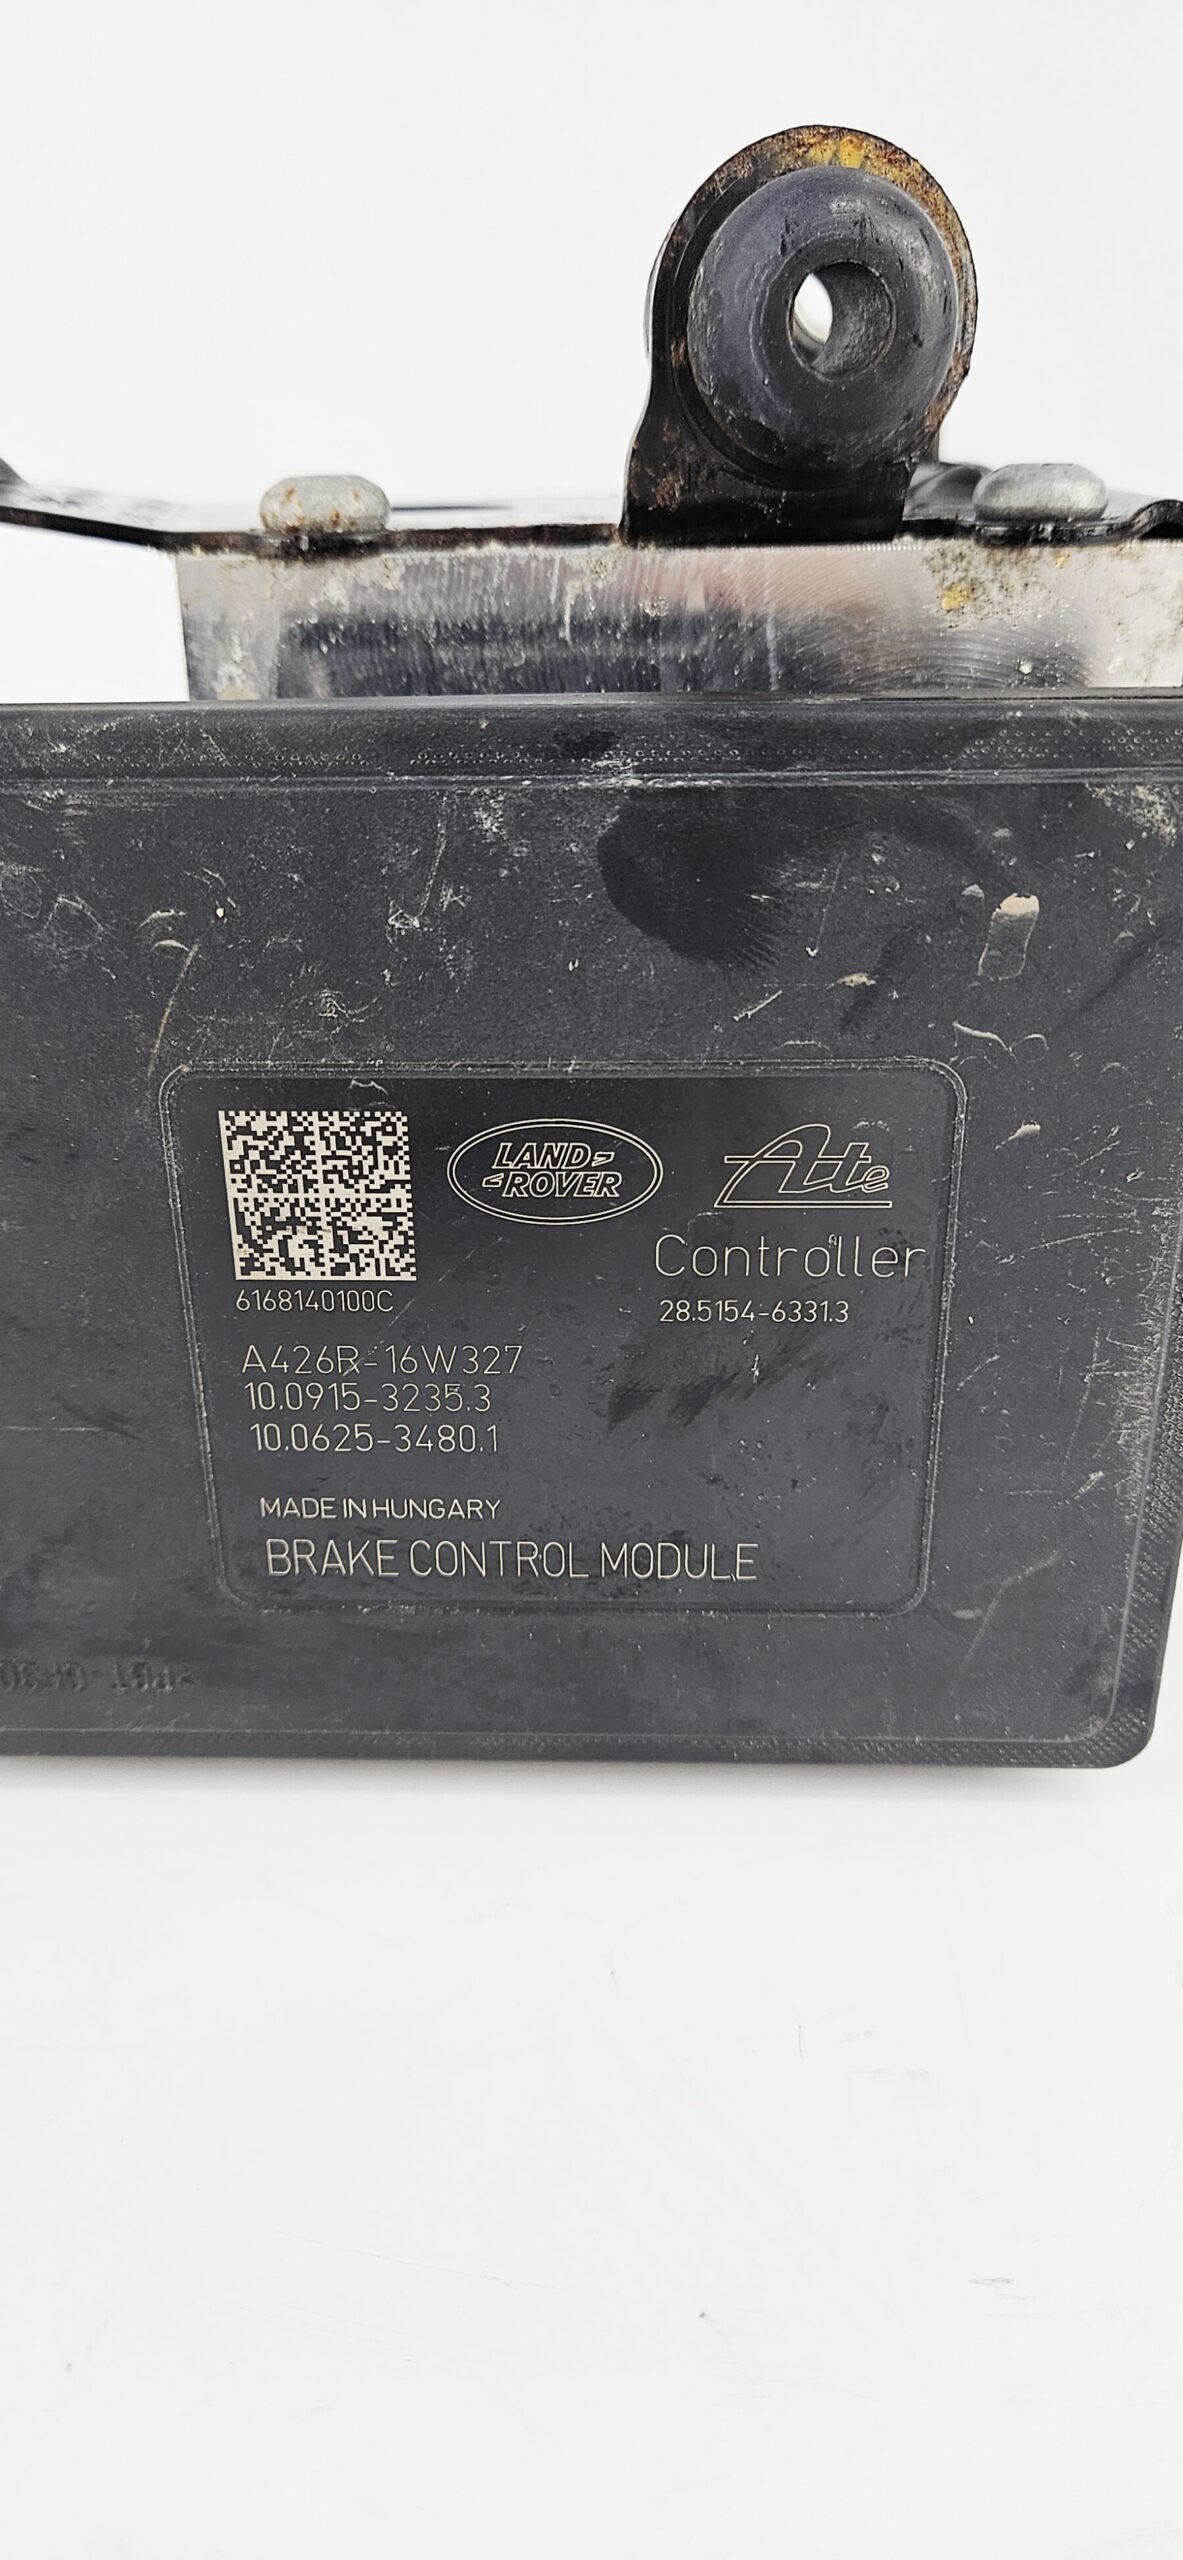 LAND
ROVER
Ate
Controller
6168140100C
28.5154-6331.3
A426R-16W327
10.0915-3235.3
10.0625-3480.1
MADE IN HUNGARY
BRAKE CONTROL MODULE